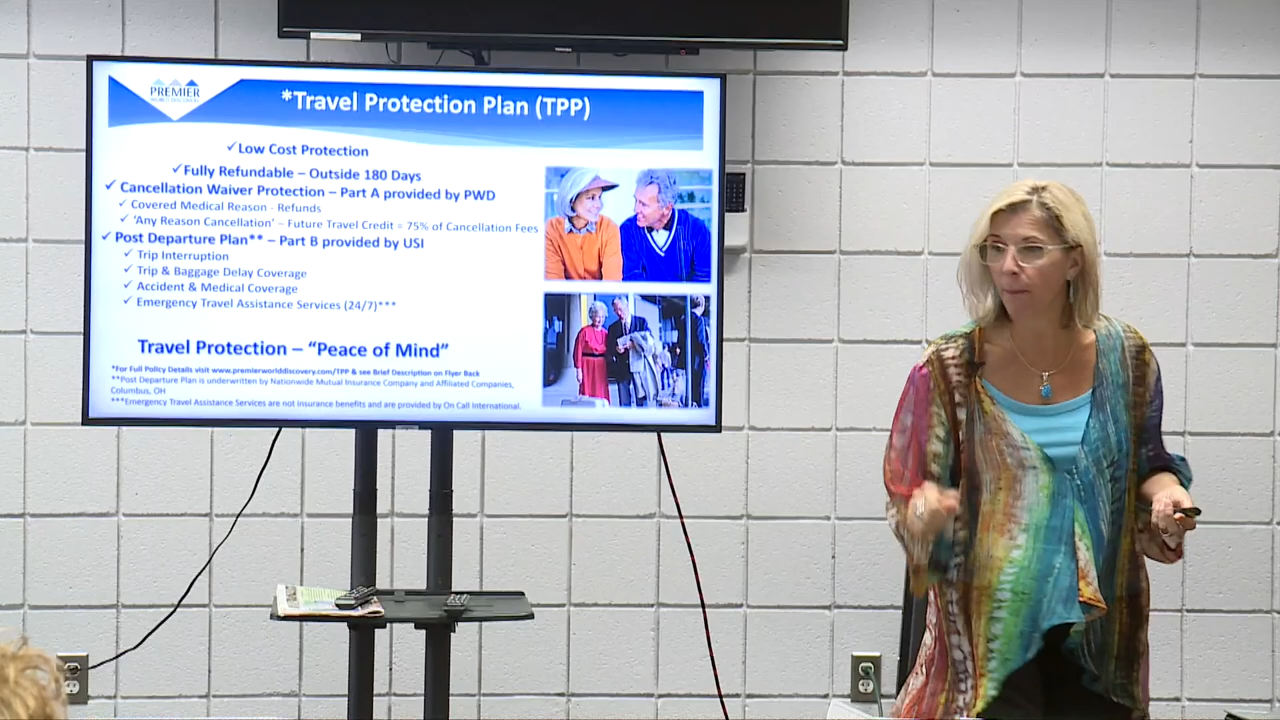 TOSHIBA
PREMIER
WORLD DISCOVERY
*Travel Protection Plan (TPP)
✓Low Cost Protection
✓Fully Refundable – Outside 180 Days
✓ Cancellation Waiver Protection – Part A provided by PWD
✓ Covered Medical Reason - Refunds
✓ 'Any Reason Cancellation' – Future Travel Credit = 75% of Cancellation Fees
✓ Post Departure Plan** – Part B provided by USI
✓ Trip Interruption
✓ Trip & Baggage Delay Coverage
✓ Accident & Medical Coverage
✓ Emergency Travel Assistance Services (24/7)***
Travel Protection – “Peace of Mind”
*For Full Policy Details visit www.premierworlddiscovery.com/TPP & see Brief Description on Flyer Back
**Post Departure Plan is underwritten by Nationwide Mutual Insurance Company and Affiliated Companies,
Columbus, OH
***Emergency Travel Assistance Services are not insurance benefits and are provided by On Call International.